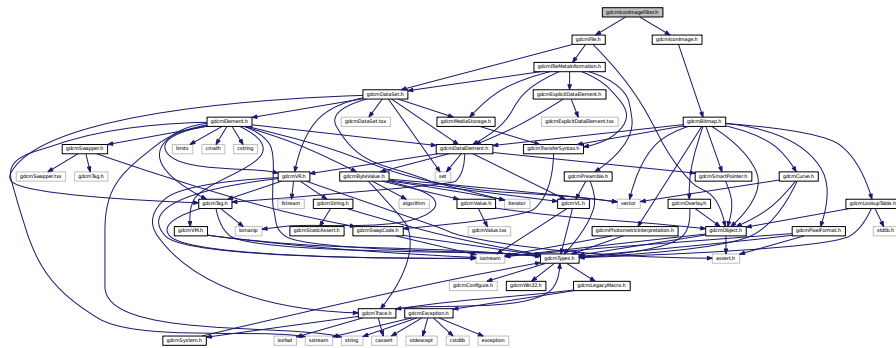 gdcmIconImageFilter.h
gdcmFile.h
gdcmIconImage.h
gdcmFileMetaInformation.h
gdcmDataSet.h
gdcmExplicitDataElement.h
gdcmElement.h
gdcmDataSet.txx
gdcmMediaStorage.h
gdcmExplicitDataElement.txx
gdcmBitmap.h
gdcmSwapper.h
limits
cmath
cstring
gdcmDataElement.h
gdcmTransferSyntax.h
gdcmSwapper.txx
gdcmTag.h
gdcmVR.h
gdcmByteValue.h
set
gdcmPreamble.h
gdcmSmartPointer.h
gdcmCurve.h
gdcmTag.h
fstream
gdcmString.h
algorithm
gdcmValue.h
iterator
gdcmVL.h
vector
gdcmOverlay.h
gdcmLookupTable.h
gdcmVM.h
iomanip
gdcmStaticAssert.h
gdcmSwapCode.h
gdcmValue.txx
gdcmPhotometricInterpretation.h
gdcmObject.h
gdcmPixelFormat.h
stdlib.h
iostream
gdcmTypes.h
assert.h
gdcmConfigure.h
gdcmWin32.h
gdcmLegacyMacro.h
gdcmTrace.h
gdcmException.h
gdcmSystem.h
iosfwd
sstream
string
cassert
stdexcept
cstdlib
exception